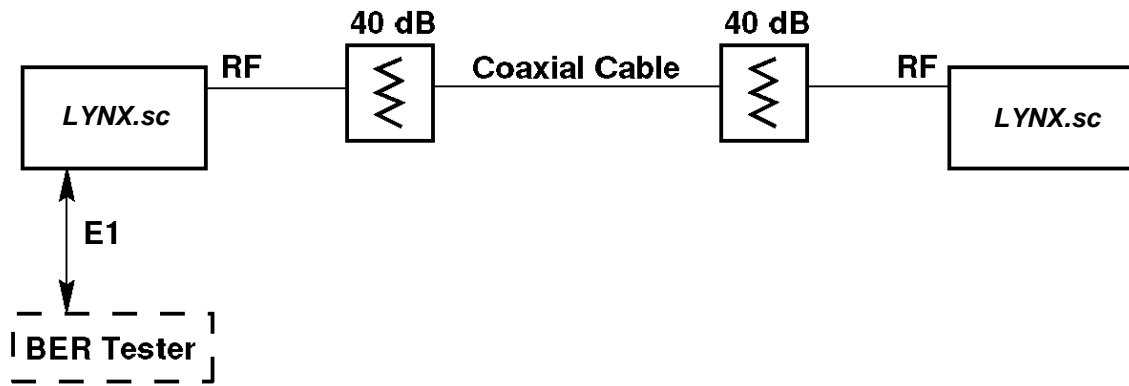 40 dB
40 dB
RF
Coaxial Cable
RF
LYNX.sc
LYNX.sc
E1
BER Tester